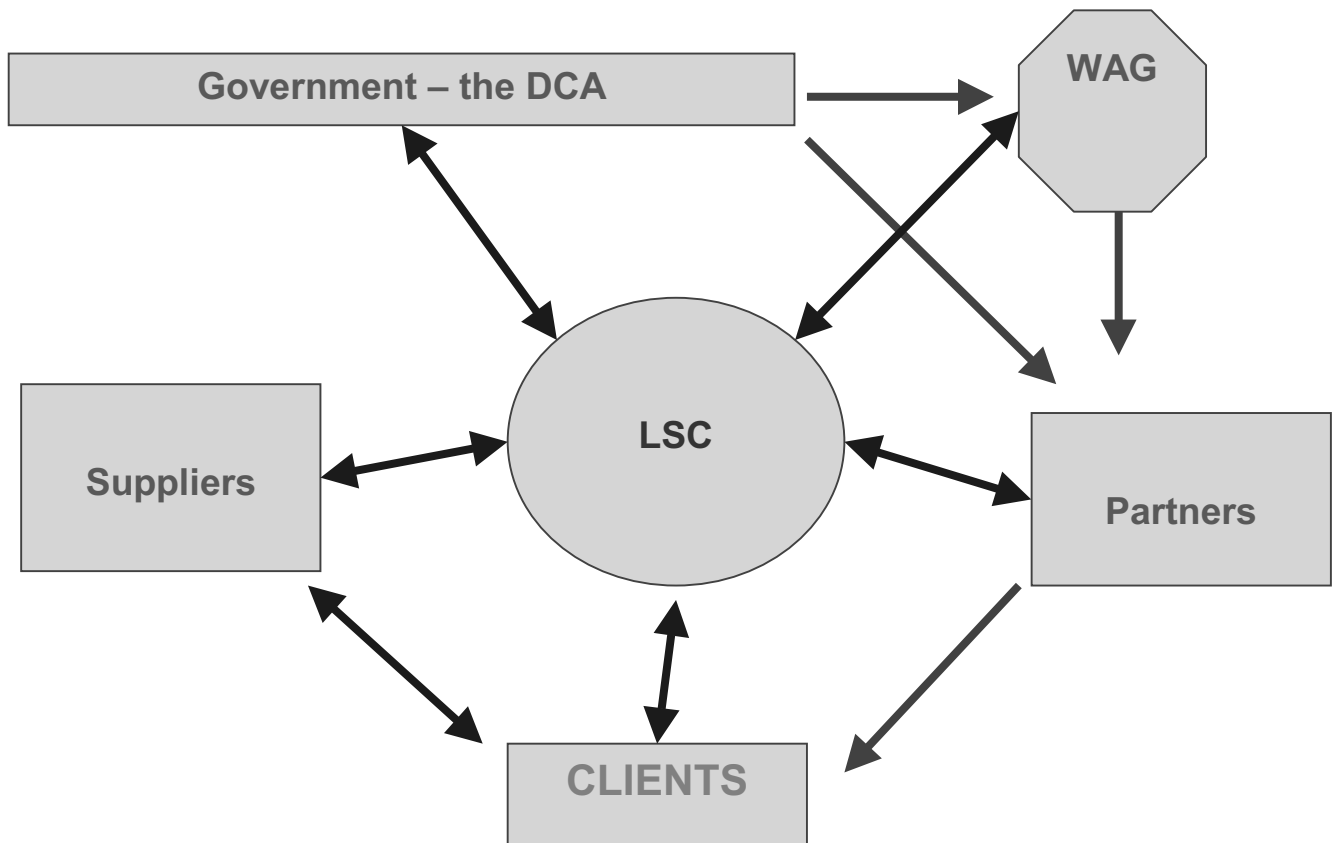 Government – the DCA
WAG
LSC
Suppliers
Partners
CLIENTS